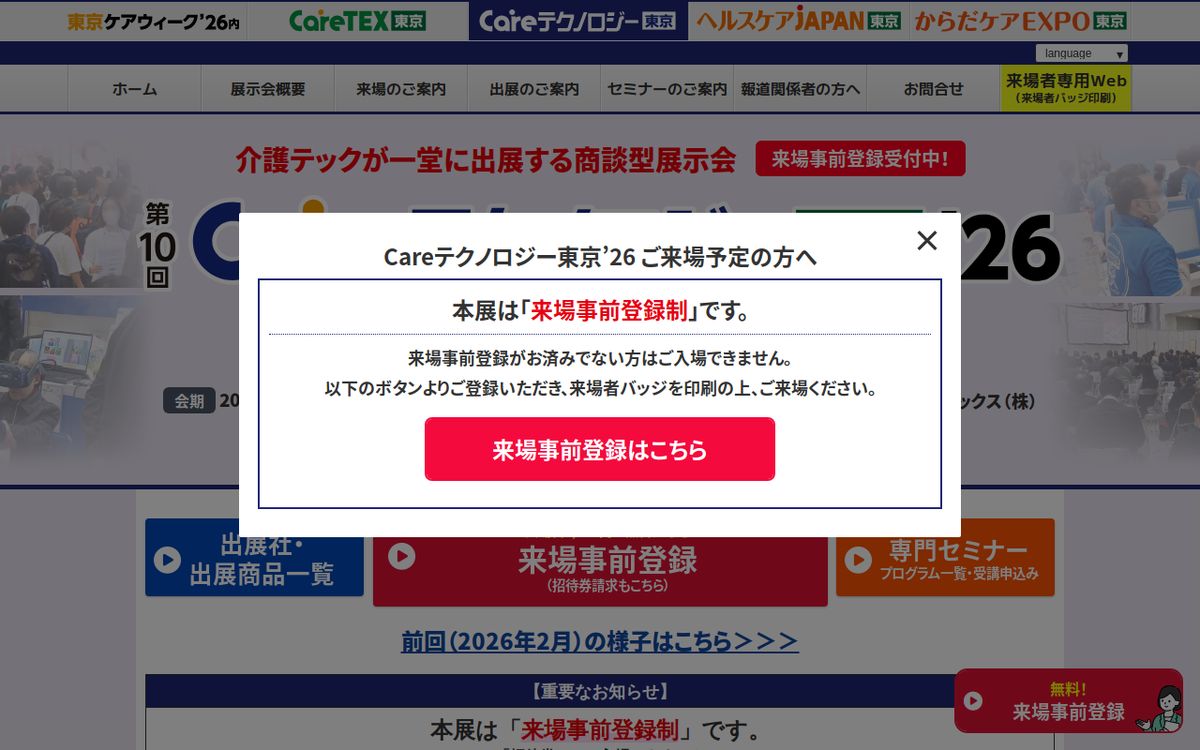 東京ケアウィーク'26内
CareTEX東京
Careテクノロジー東京
ヘルスケアJAPAN東京
からだケアEXPO東京
language
ホーム
展示会概要
来場のご案内
出展のご案内
セミナーのご案内
報道関係者の方へ
お問合せ
来場者専用Web
（来場者バッジ印刷）
介護テックが一堂に出展する商談型展示会
来場事前登録受付中！
第
10
回
26
Careテクノロジー東京’26 ご来場予定の方へ
本展は「来場事前登録制」です。
来場事前登録がお済みでない方はご入場できません。
以下のボタンよりご登録いただき、来場者バッジを印刷の上、ご来場ください。
来場事前登録はこちら
会期 20
ックス（株）
出展社・
出展商品一覧
来場事前登録
（招待券請求もこちら）
専門セミナー
プログラム一覧・受講申込み
前回（2026年2月）の様子はこちら＞＞＞
【重要なお知らせ】
本展は「来場事前登録制」です。
無料！
来場事前登録